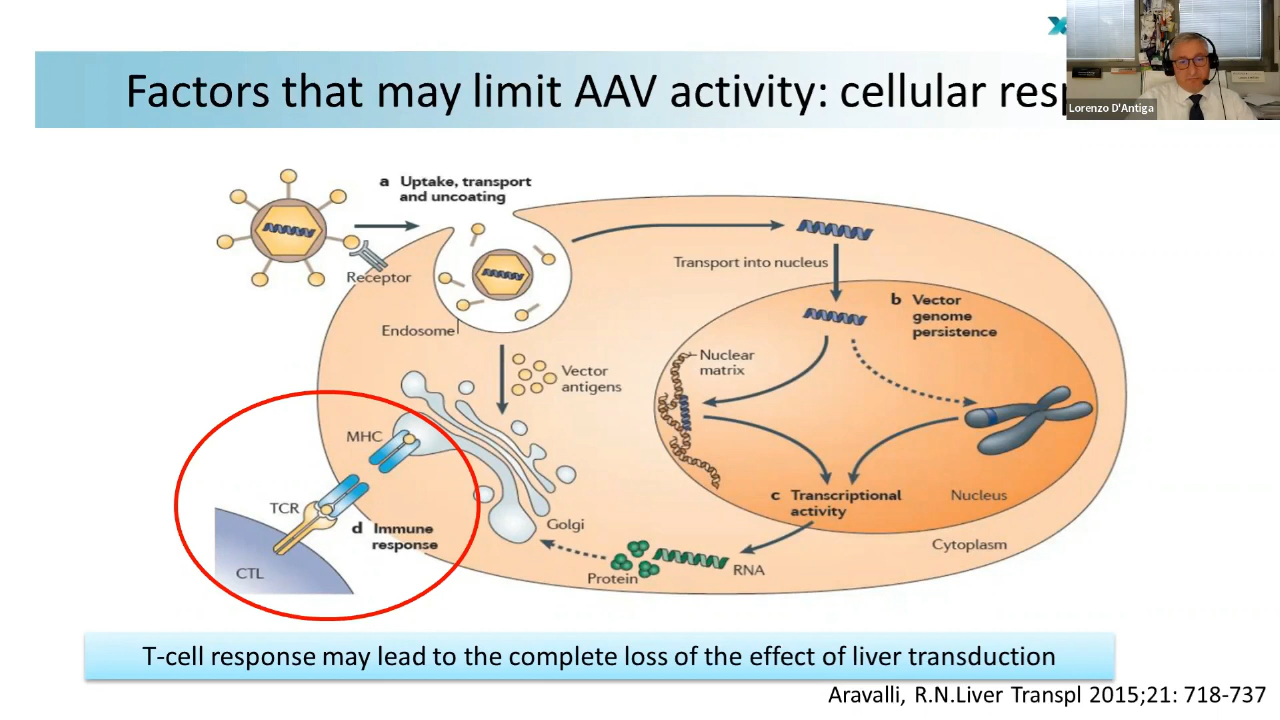 Factors that may limit AAV activity: cellular resp
Lorenzo D'Antiga
a Uptake, transport
and uncoating
Receptor
Endosome
Vector
antigens
Transport into nucleus
b Vector
genome
persistence
Nuclear
matrix
MHC
TCR
d Immune
response
CTL
Golgi
c Transcriptional
activity
Nucleus
Cytoplasm
RNA
Protein
T-cell response may lead to the complete loss of the effect of liver transduction
Aravalli, R.N.Liver Transpl 2015;21: 718-737